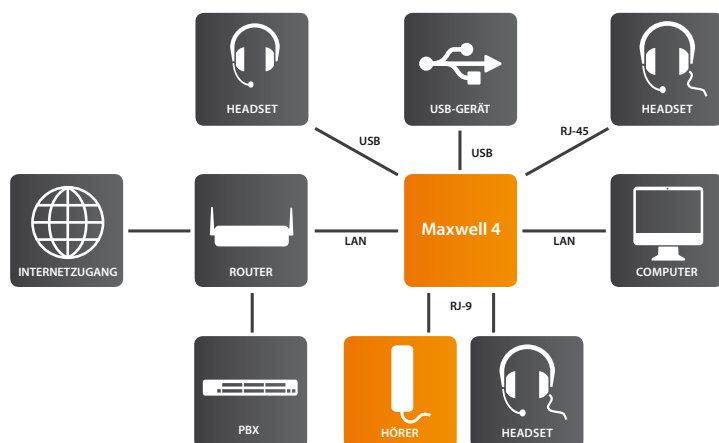 HEADSET
USB-GERÄT
HEADSET
USB
USB
RJ-45
INTERNETZUGANG
ROUTER
LAN
Maxwell 4
LAN
COMPUTER
RJ-9
PBX
HÖRER
HEADSET